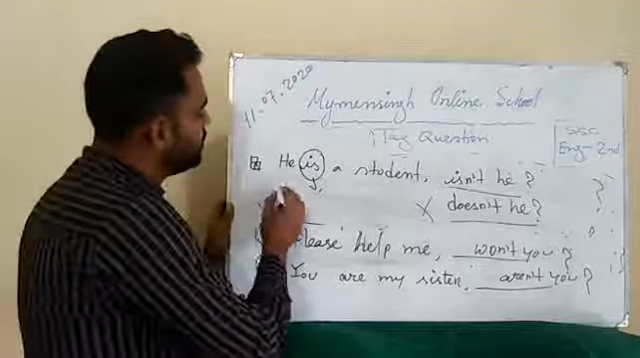 11.07.2020
Mymensingh Online School
Tag Question
SSC
Eng- 2nd
He is a student, isn't he?
X doesn't he?
Please help me, won't you?
You are my sister, aren't you?